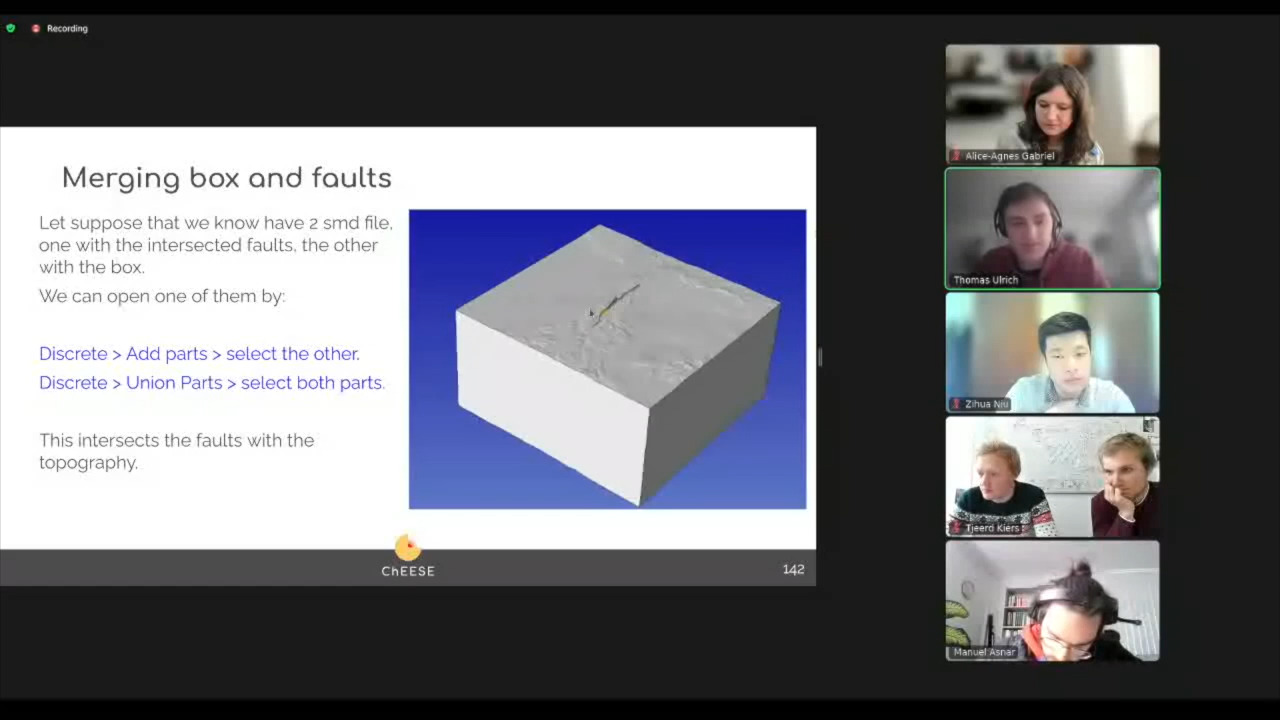 Recording
Merging box and faults
Let suppose that we know have 2 smd file,
one with the intersected faults, the other
with the box.
We can open one of them by:
Discrete > Add parts > select the other.
Discrete > Union Parts > select both parts.
This intersects the faults with the
topography.
ChEESE
142
Alice-Agnes Gabriel
Thomas Ulrich
Zihua Niu
Tjeerd Kiers
Manuel Asnar